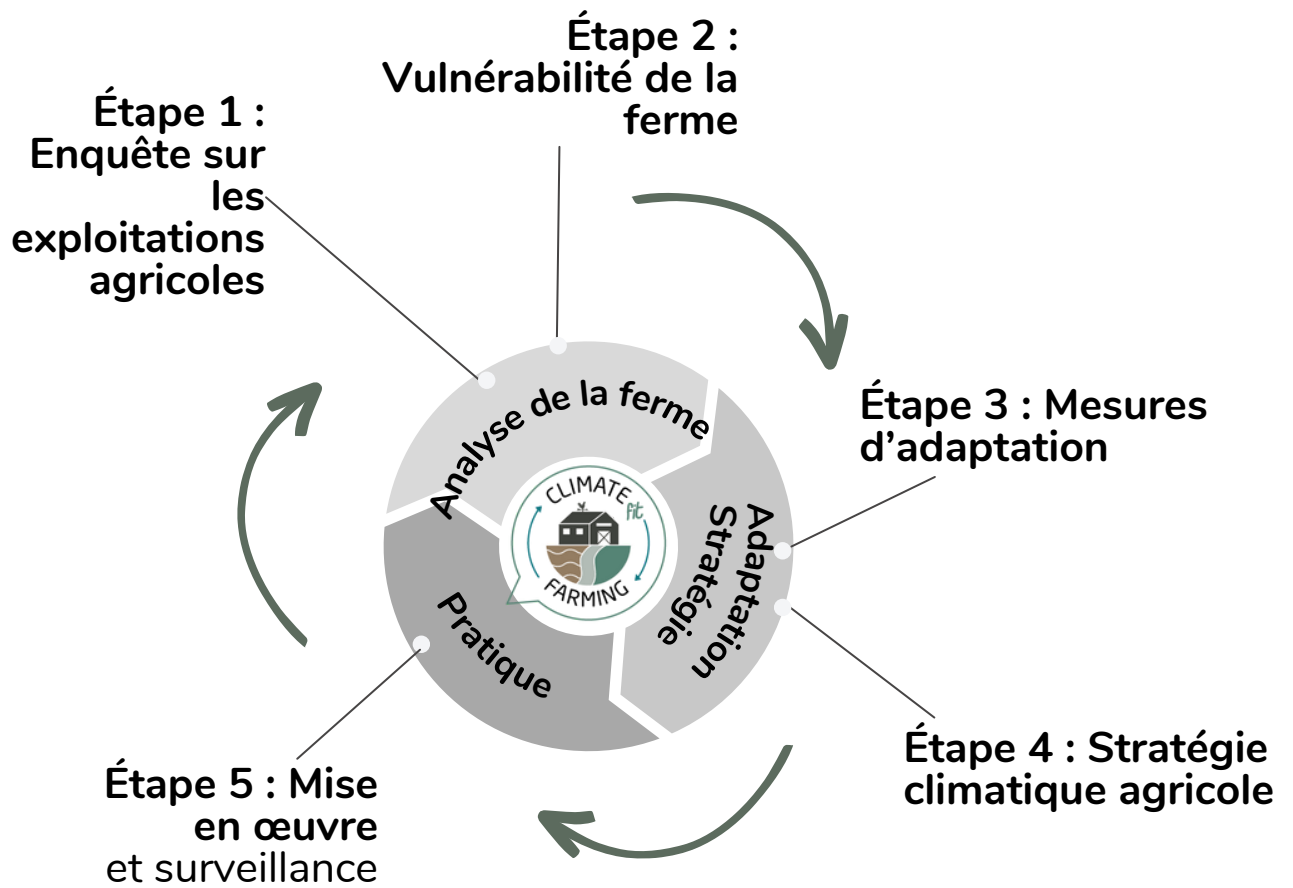 Étape 1 :
Enquête sur
les
exploitations
agricoles
Étape 2 :
Vulnérabilité de la
ferme
Étape 3 : Mesures
d’adaptation
Étape 4 : Stratégie
climatique agricole
Étape 5 : Mise
en œuvre
et surveillance
Analyse de la ferme
Adaptation
Stratégie
Pratique
CLIMATE
fit
FARMING